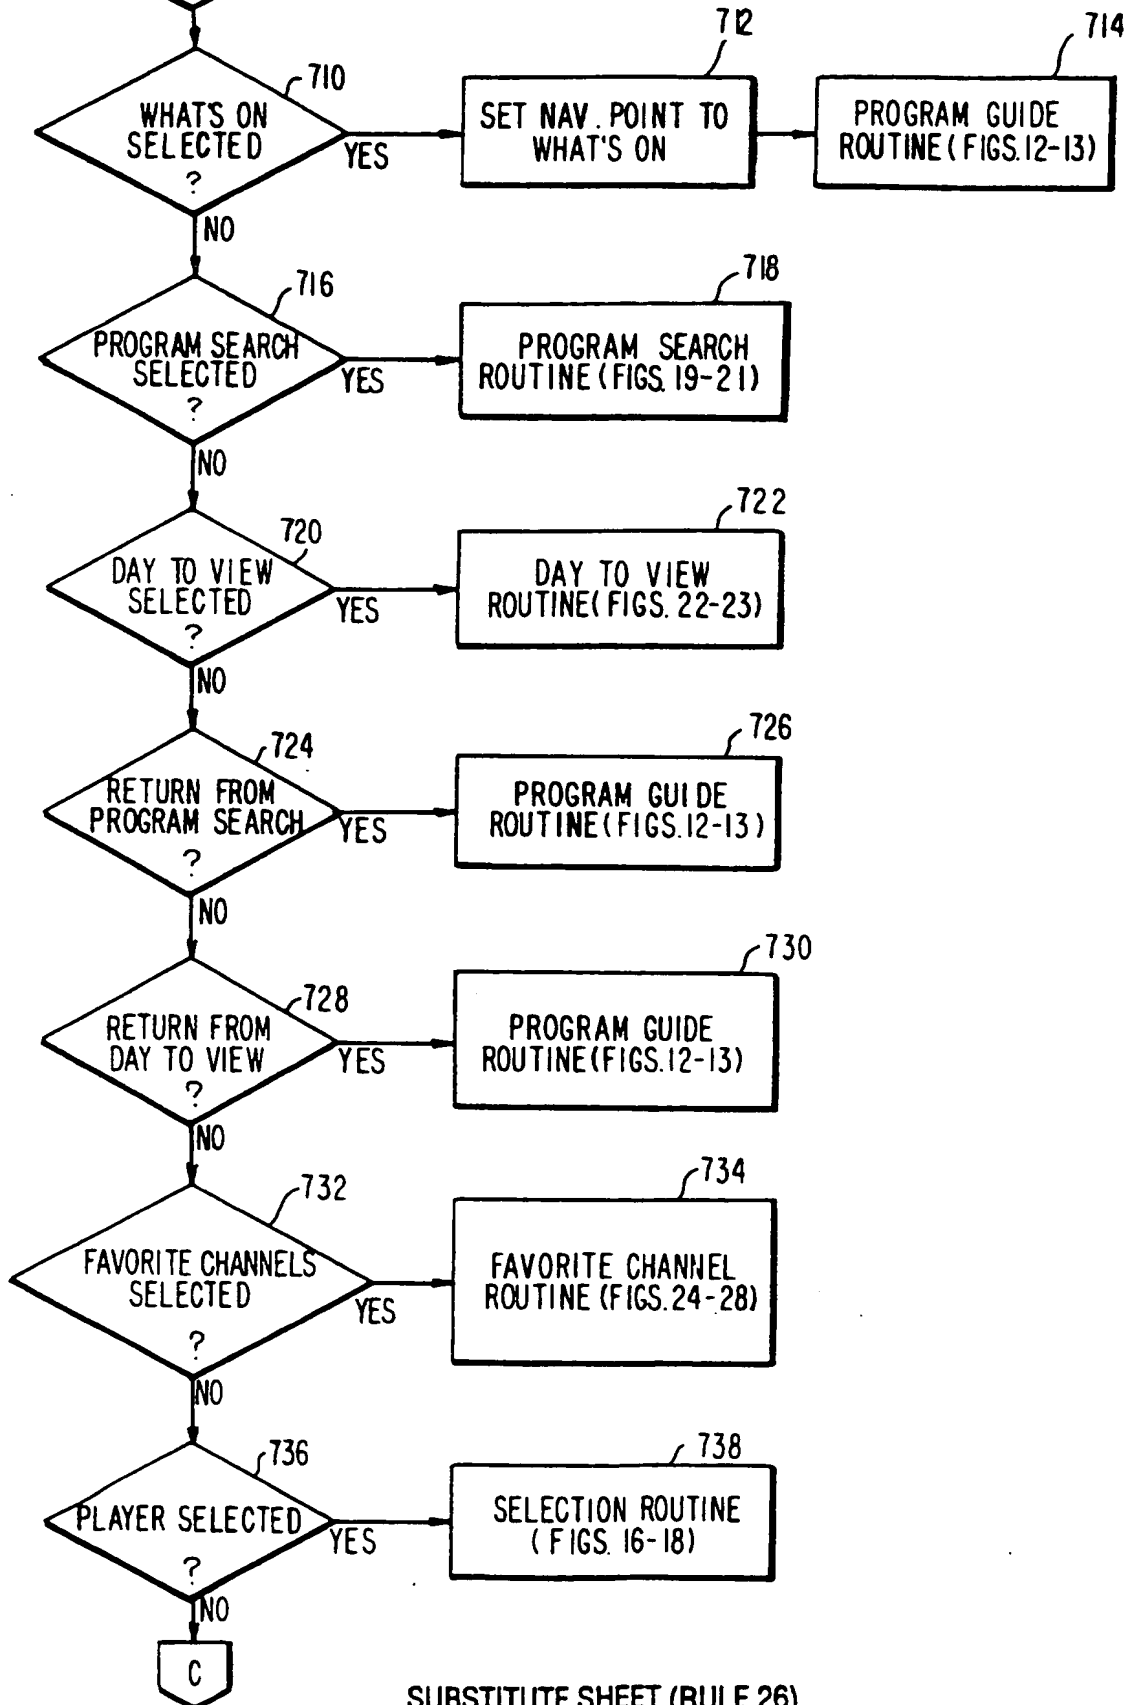 712
714
710
WHAT'S ON
SELECTED
?
YES
SET NAV. POINT TO
WHAT'S ON
PROGRAM GUIDE
ROUTINE (FIGS. 12-13)
NO
716
718
PROGRAM SEARCH
SELECTED
?
YES
PROGRAM SEARCH
ROUTINE (FIGS. 19-21)
NO
720
722
DAY TO VIEW
SELECTED
?
YES
DAY TO VIEW
ROUTINE (FIGS. 22-23)
NO
724
726
RETURN FROM
PROGRAM SEARCH
?
YES
PROGRAM GUIDE
ROUTINE (FIGS. 12-13)
NO
728
730
RETURN FROM
DAY TO VIEW
?
YES
PROGRAM GUIDE
ROUTINE (FIGS. 12-13)
NO
732
734
FAVORITE CHANNELS
SELECTED
?
YES
FAVORITE CHANNEL
ROUTINE (FIGS. 24-28)
NO
736
738
PLAYER SELECTED
?
YES
SELECTION ROUTINE
(FIGS. 16-18)
NO
C
SUBSTITUTE SHEET (RULE 26)